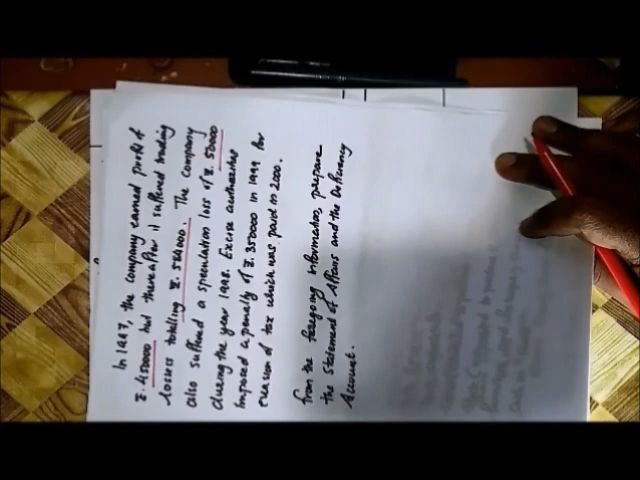 In 1997, the company earned profit of
₹. 450000 but thereafter it suffered trading
losses totalling ₹. 584000. The company
also suffered a speculation loss of ₹. 50000
during the year 1998. Excise authorities
imposed a penalty of ₹. 350000 in 1999 for
evasion of tax which was paid in 2000.
from the foregoing information, prepare
the Statement of Affairs and the Deficiency
Account.